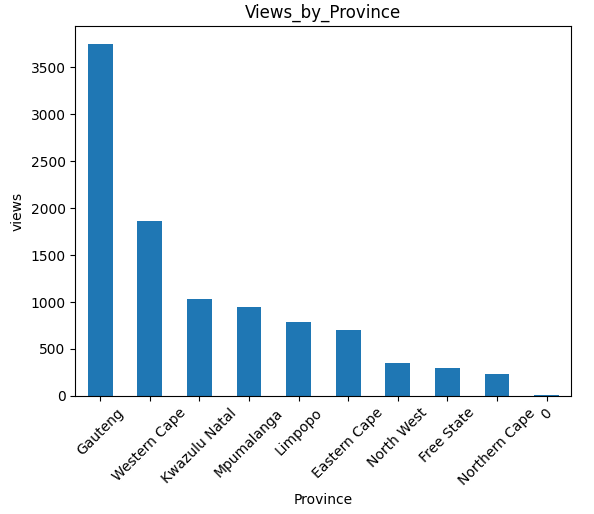 Views_by_Province
views
3500
3000
2500
2000
1500
1000
500
0
Gauteng
Western Cape
Kwazulu Natal
Mpumalanga
Limpopo
Eastern Cape
North West
Free State
Northern Cape
0
Province